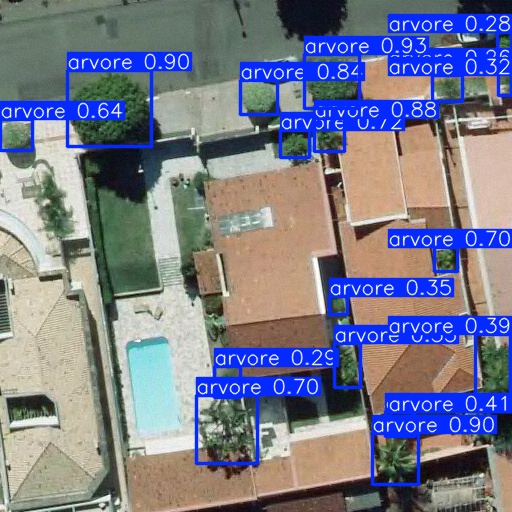 arvore 0.28
arvore 0.93
arvore 0.90
arvore 0.84
arvore 0.32
arvore 0.64
arvore 0.88
arvore 0.72
arvore 0.70
arvore 0.35
arvore 0.39
arvore
arvore 0.29
arvore 0.70
arvore 0.41
arvore 0.90